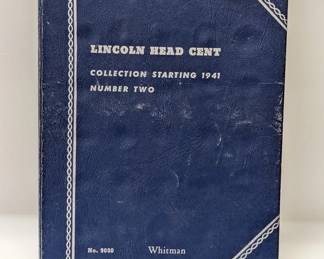 LINCOLN HEAD CENT
COLLECTION STARTING 1941
NUMBER TWO
No. 9030 Whitman